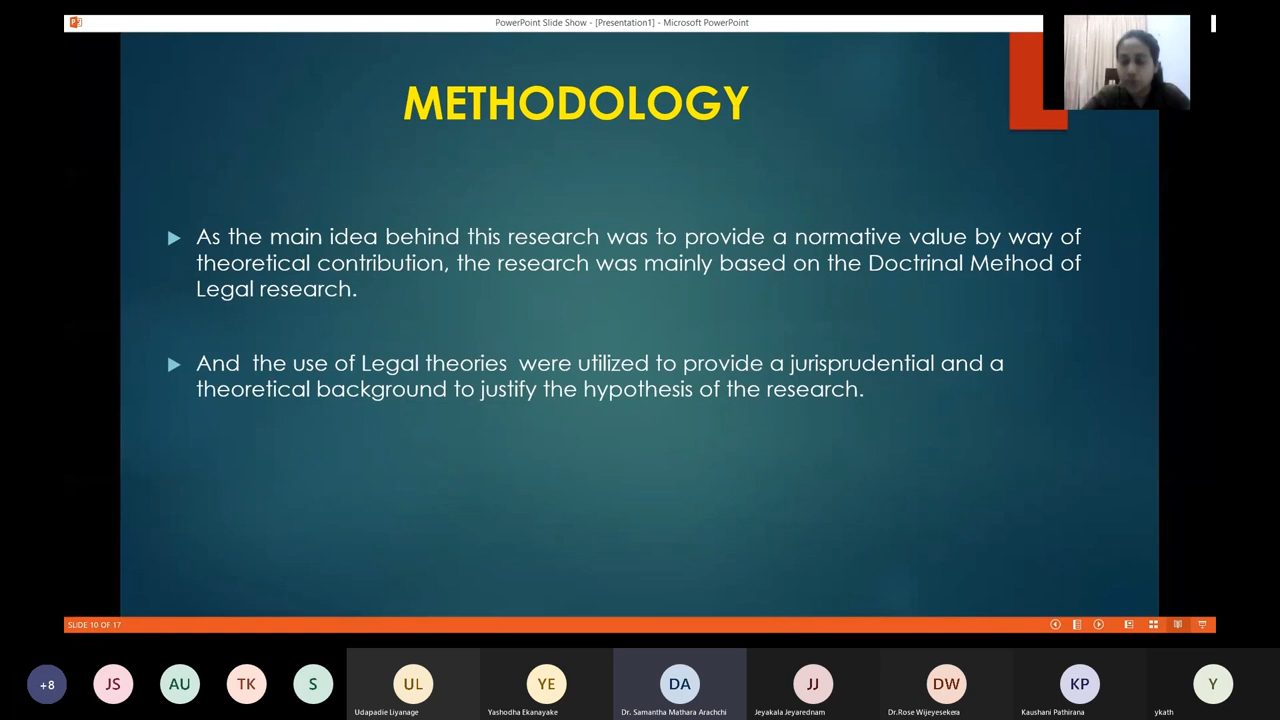 PowerPoint Slide Show - [Presentation1] - Microsoft PowerPoint
METHODOLOGY
As the main idea behind this research was to provide a normative value by way of
theoretical contribution, the research was mainly based on the Doctrinal Method of
Legal research.
And the use of Legal theories were utilized to provide a jurisprudential and a
theoretical background to justify the hypothesis of the research.
SLIDE 10 OF 17
+8 JS AU TK S UL YE DA JJ DW KP Y
Udapadie Liyanage Yashodha Ekanayake Dr. Samantha Mathara Arachchi Jeyakala Jeyarednam Dr.Rose Wijeyesekera Kaushani Pathirana ykath